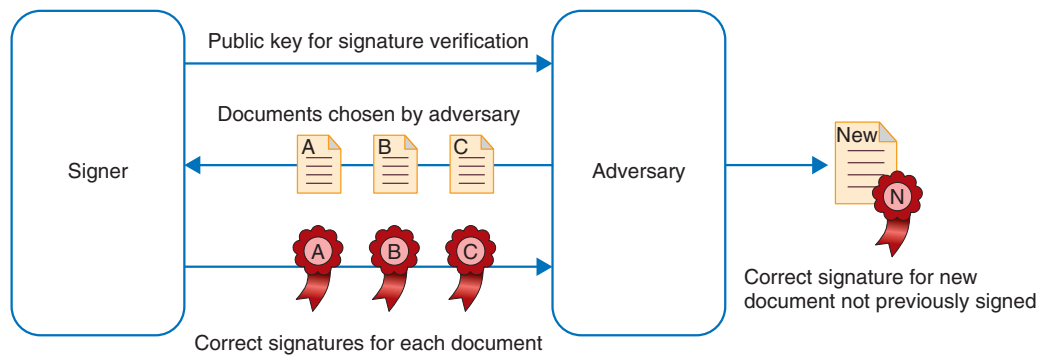 Public key for signature verification
Documents chosen by adversary
A
B
C
New
Signer
Adversary
N
A
B
C
Correct signature for new
document not previously signed
Correct signatures for each document